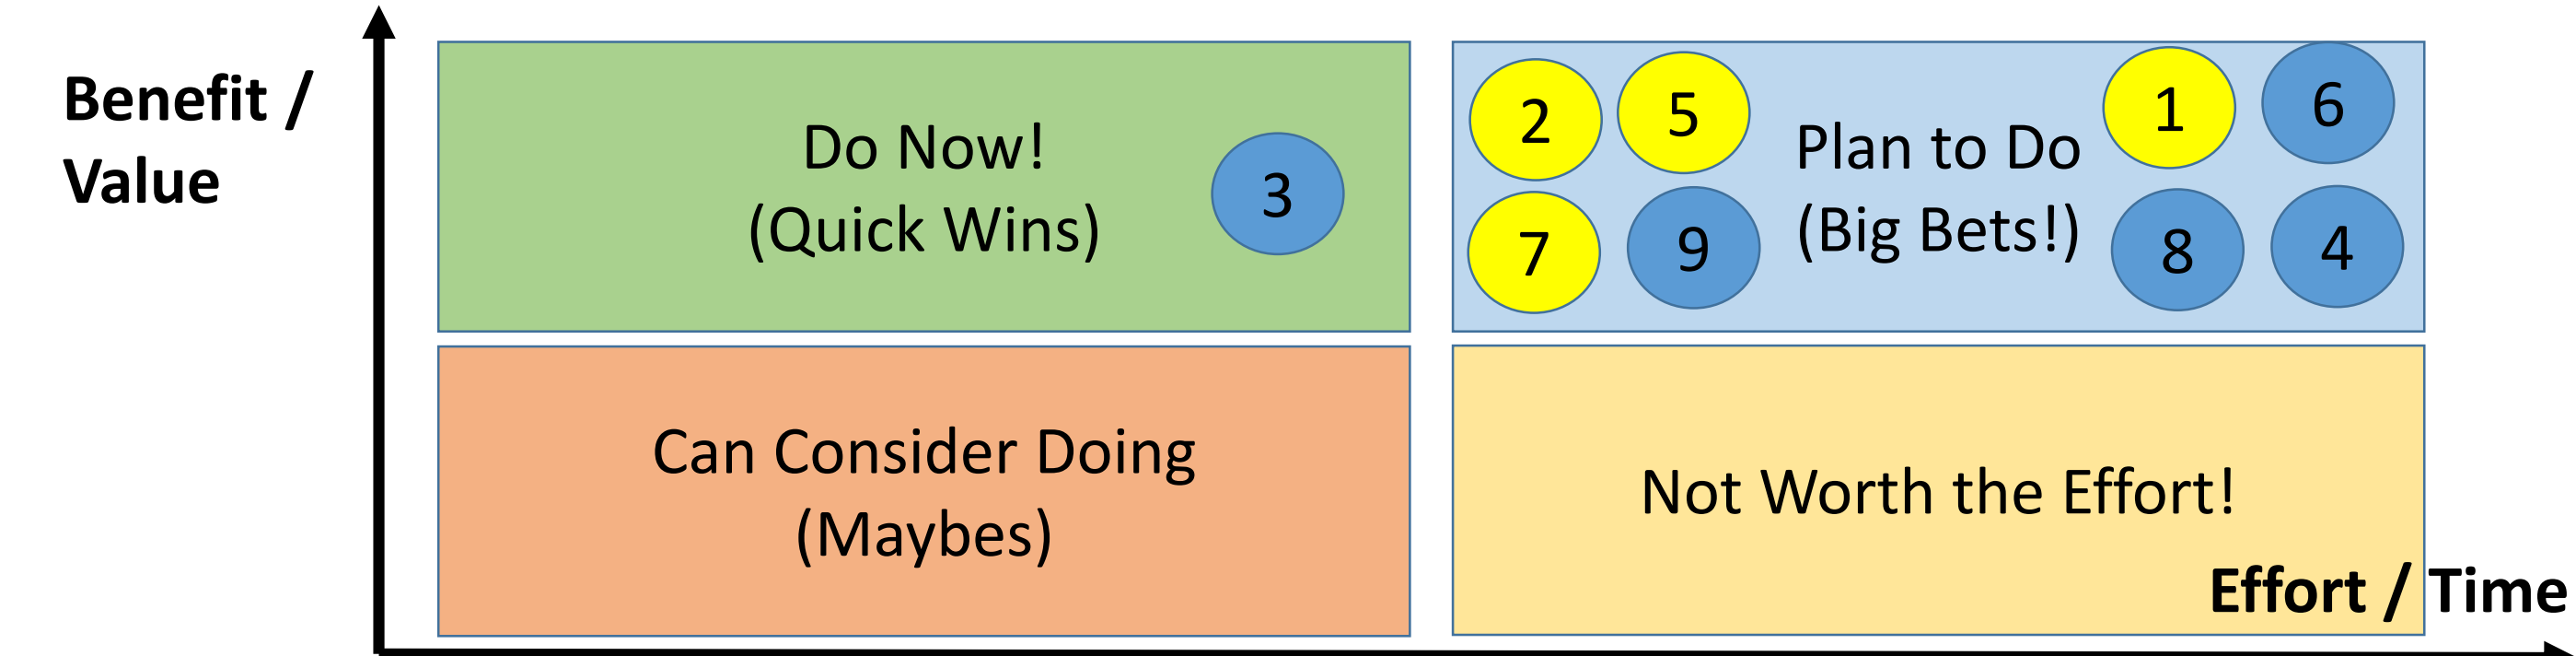 Benefit /
Value
Do Now!
(Quick Wins)
3
2
5
Plan to Do
(Big Bets!)
1
6
7
9
8
4
Can Consider Doing
(Maybes)
Not Worth the Effort!
Effort / Time